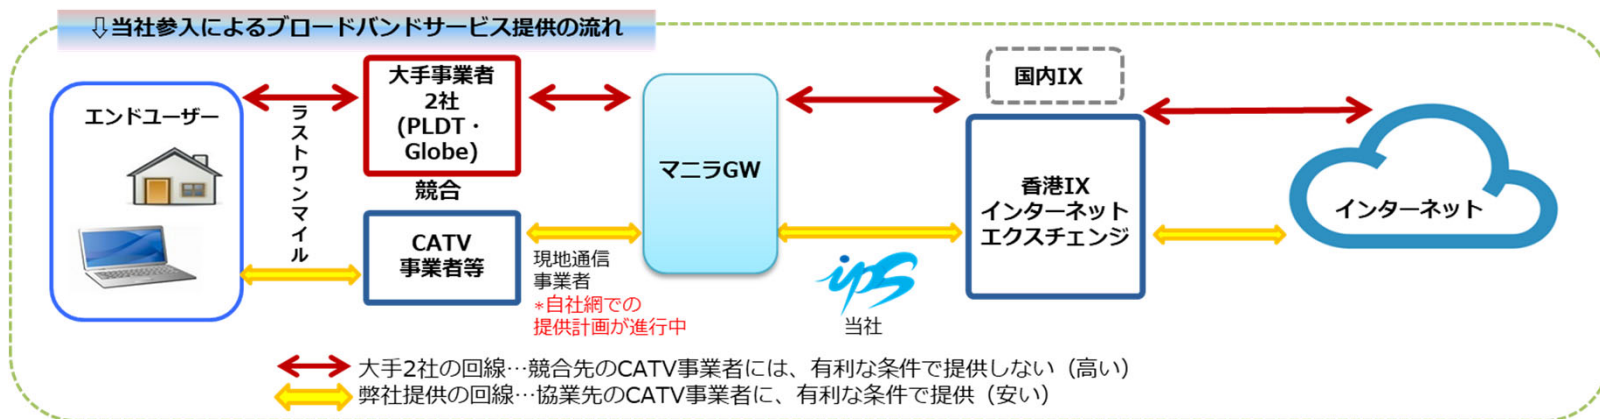 ⇩当社参入によるブロードバンドサービス提供の流れ
エンドユーザー
ラストワンマイル
大手事業者
2社
(PLDT・
Globe)
競合
CATV
事業者等
現地通信
事業者
*自社網での
提供計画が進行中
マニラGW
ips
当社
国内IX
香港IX
インターネット
エクスチェンジ
インターネット
大手2社の回線…競合先のCATV事業者には、有利な条件で提供しない（高い）
弊社提供の回線…協業先のCATV事業者に、有利な条件で提供（安い）